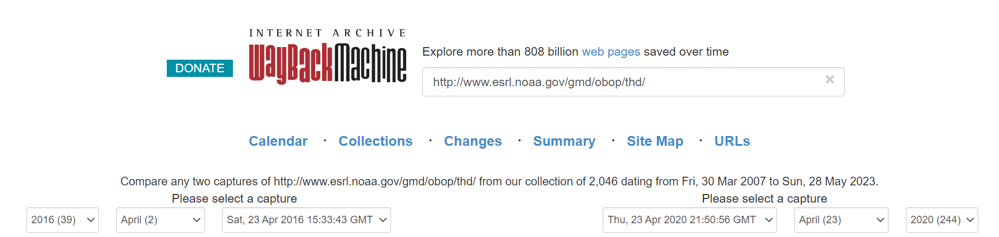 INTERNET ARCHIVE
WayBackMachine
DONATE
Explore more than 808 billion web pages saved over time
http://www.esrl.noaa.gov/gmd/obop/thd/
Calendar · Collections · Changes · Summary · Site Map · URLs
Compare any two captures of http://www.esrl.noaa.gov/gmd/obop/thd/ from our collection of 2,046 dating from Fri, 30 Mar 2007 to Sun, 28 May 2023.
Please select a capture Please select a capture
2016 (39) April (2) Sat, 23 Apr 2016 15:33:43 GMT Thu, 23 Apr 2020 21:50:56 GMT April (23) 2020 (244)